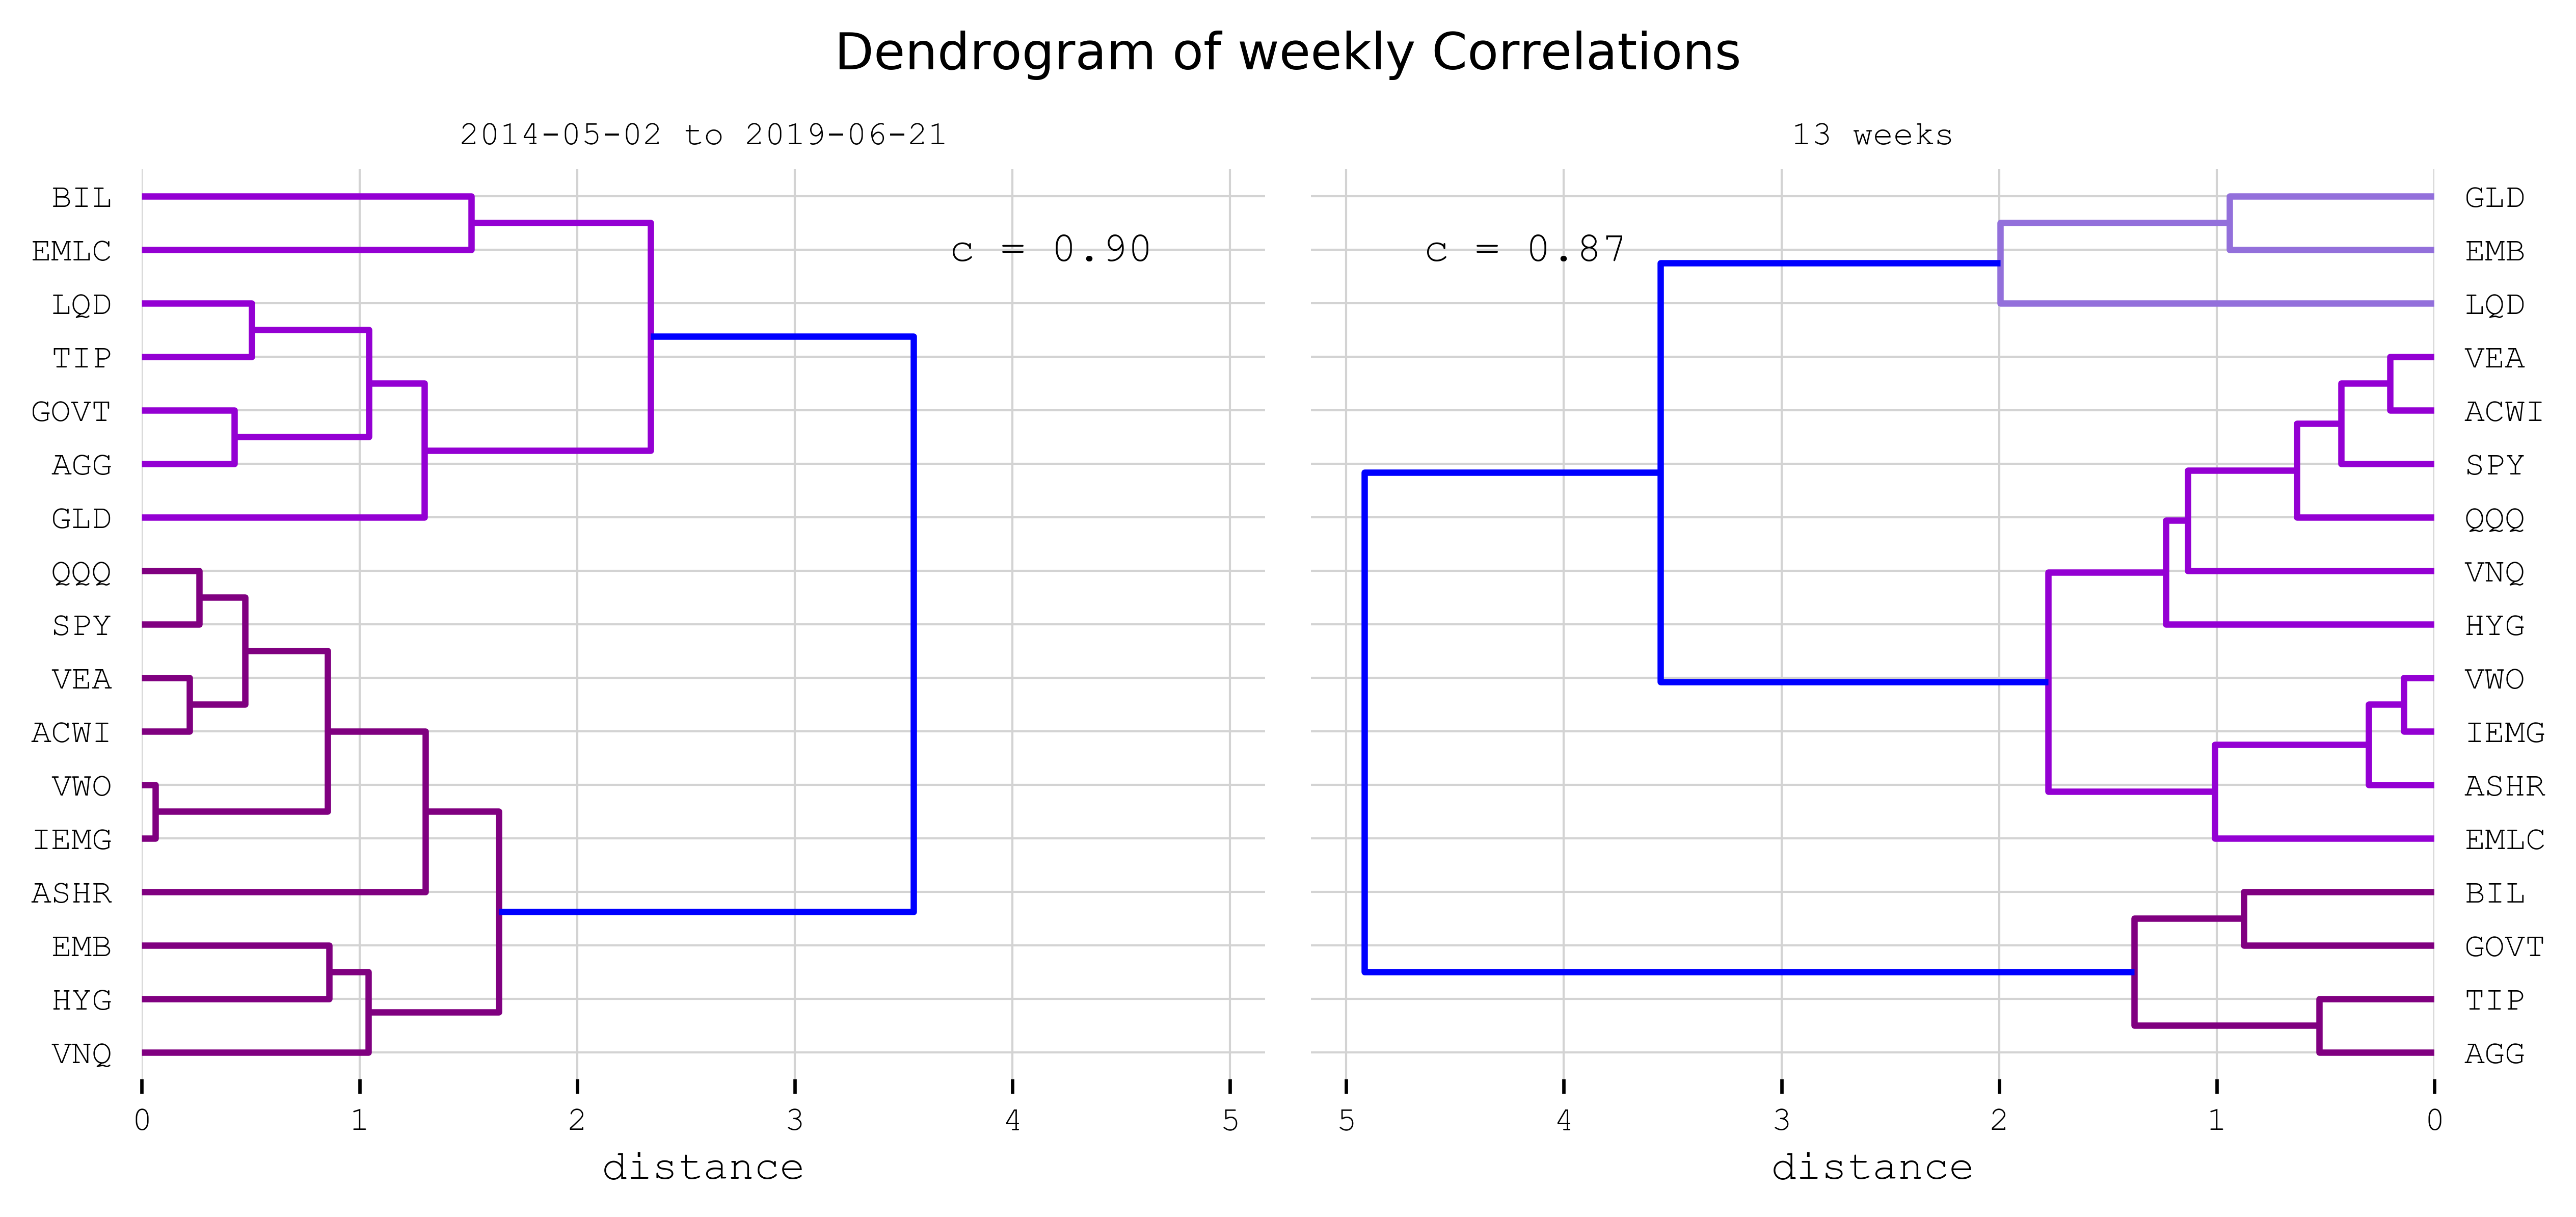 Dendrogram of weekly Correlations
2014-05-02 to 2019-06-21
BIL
EMLC
LQD
TIP
GOVT
AGG
GLD
QQQ
SPY
VEA
ACWI
VWO
IEMG
ASHR
EMB
HYG
VNQ
c = 0.90
0 1 2 3 4 5
distance
13 weeks
c = 0.87
GLD
EMB
LQD
VEA
ACWI
SPY
QQQ
VNQ
HYG
VWO
IEMG
ASHR
EMLC
BIL
GOVT
TIP
AGG
5 4 3 2 1 0
distance